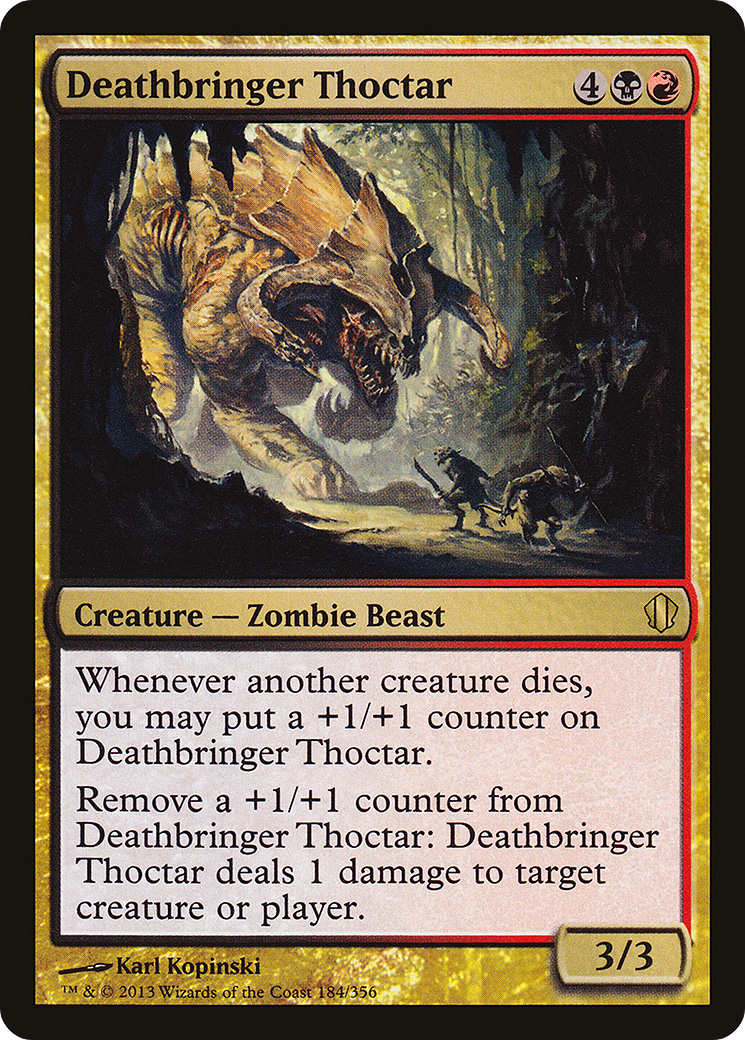 Deathbringer Thoctar 4
Creature — Zombie Beast
Whenever another creature dies,
you may put a +1/+1 counter on
Deathbringer Thoctar.
Remove a +1/+1 counter from
Deathbringer Thoctar: Deathbringer
Thoctar deals 1 damage to target
creature or player.
3/3
Karl Kopinski
™ & © 2013 Wizards of the Coast 184/356